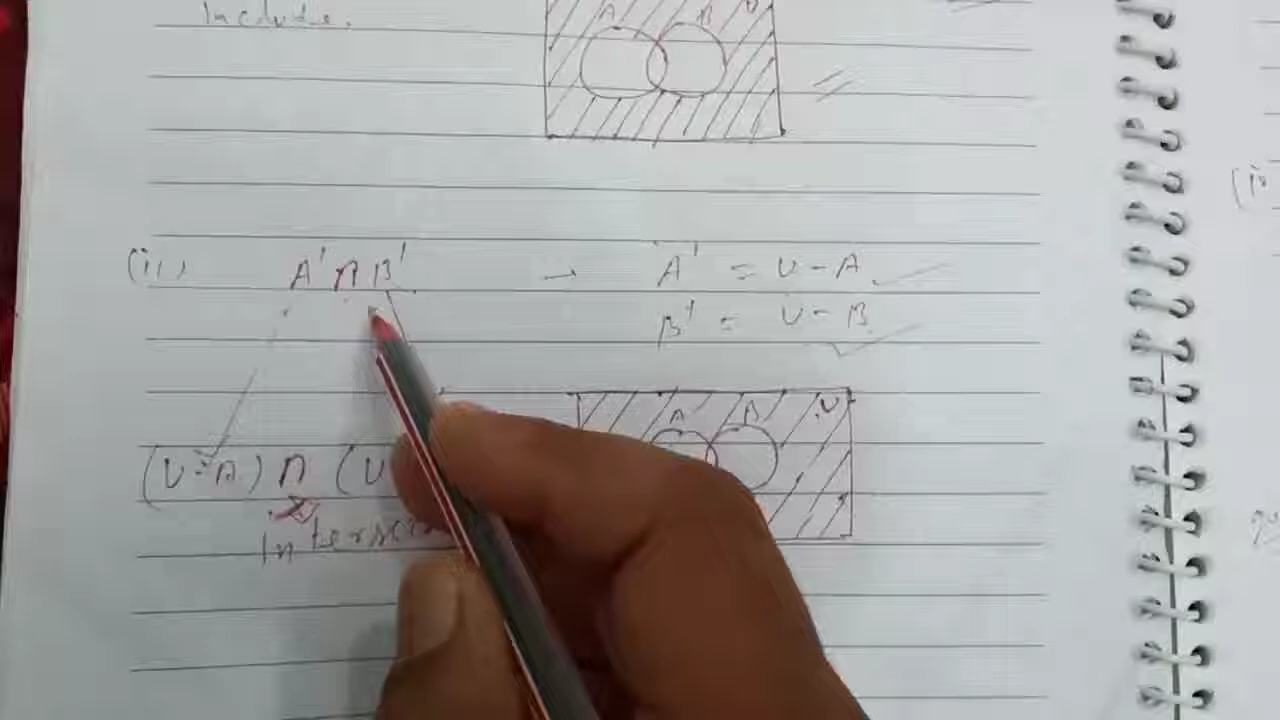 Include.
A B U
(ii) A' ∩ B' → A' = U - A
B' = U - B
A B U
(U - A) ∩ (U
Intersec